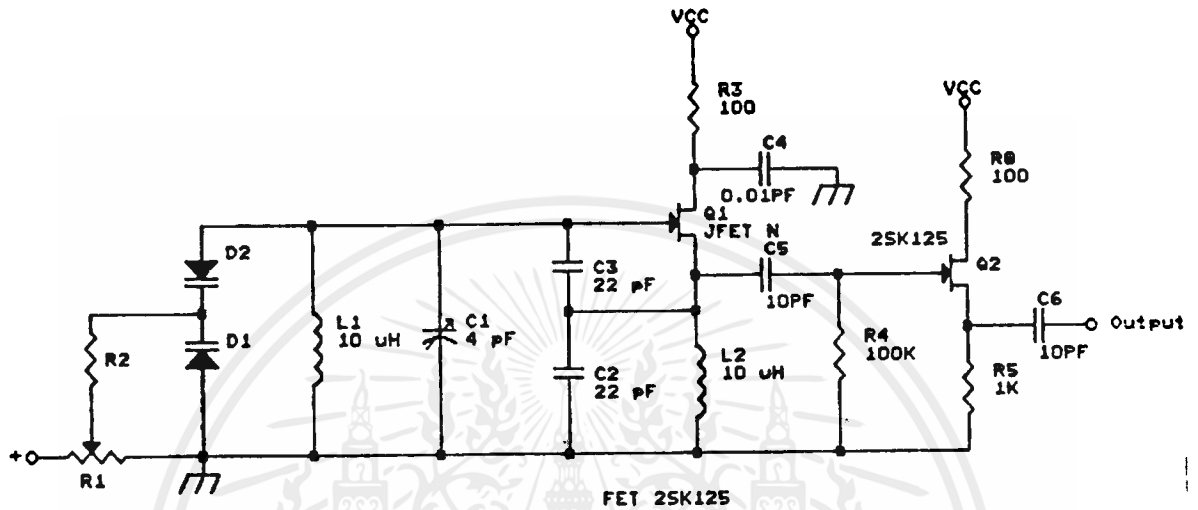 VCC
R3
100
VCC
C4
0.01PF
R8
100
Q1
JFET N
2SK125
Q2
D2
C3
22 pF
C5
10PF
C6
10PF
Output
D1
R2
L1
10 uH
C1
4 pF
C2
22 pF
L2
10 uH
R4
100K
R5
1K
+
R1
FET 2SK125